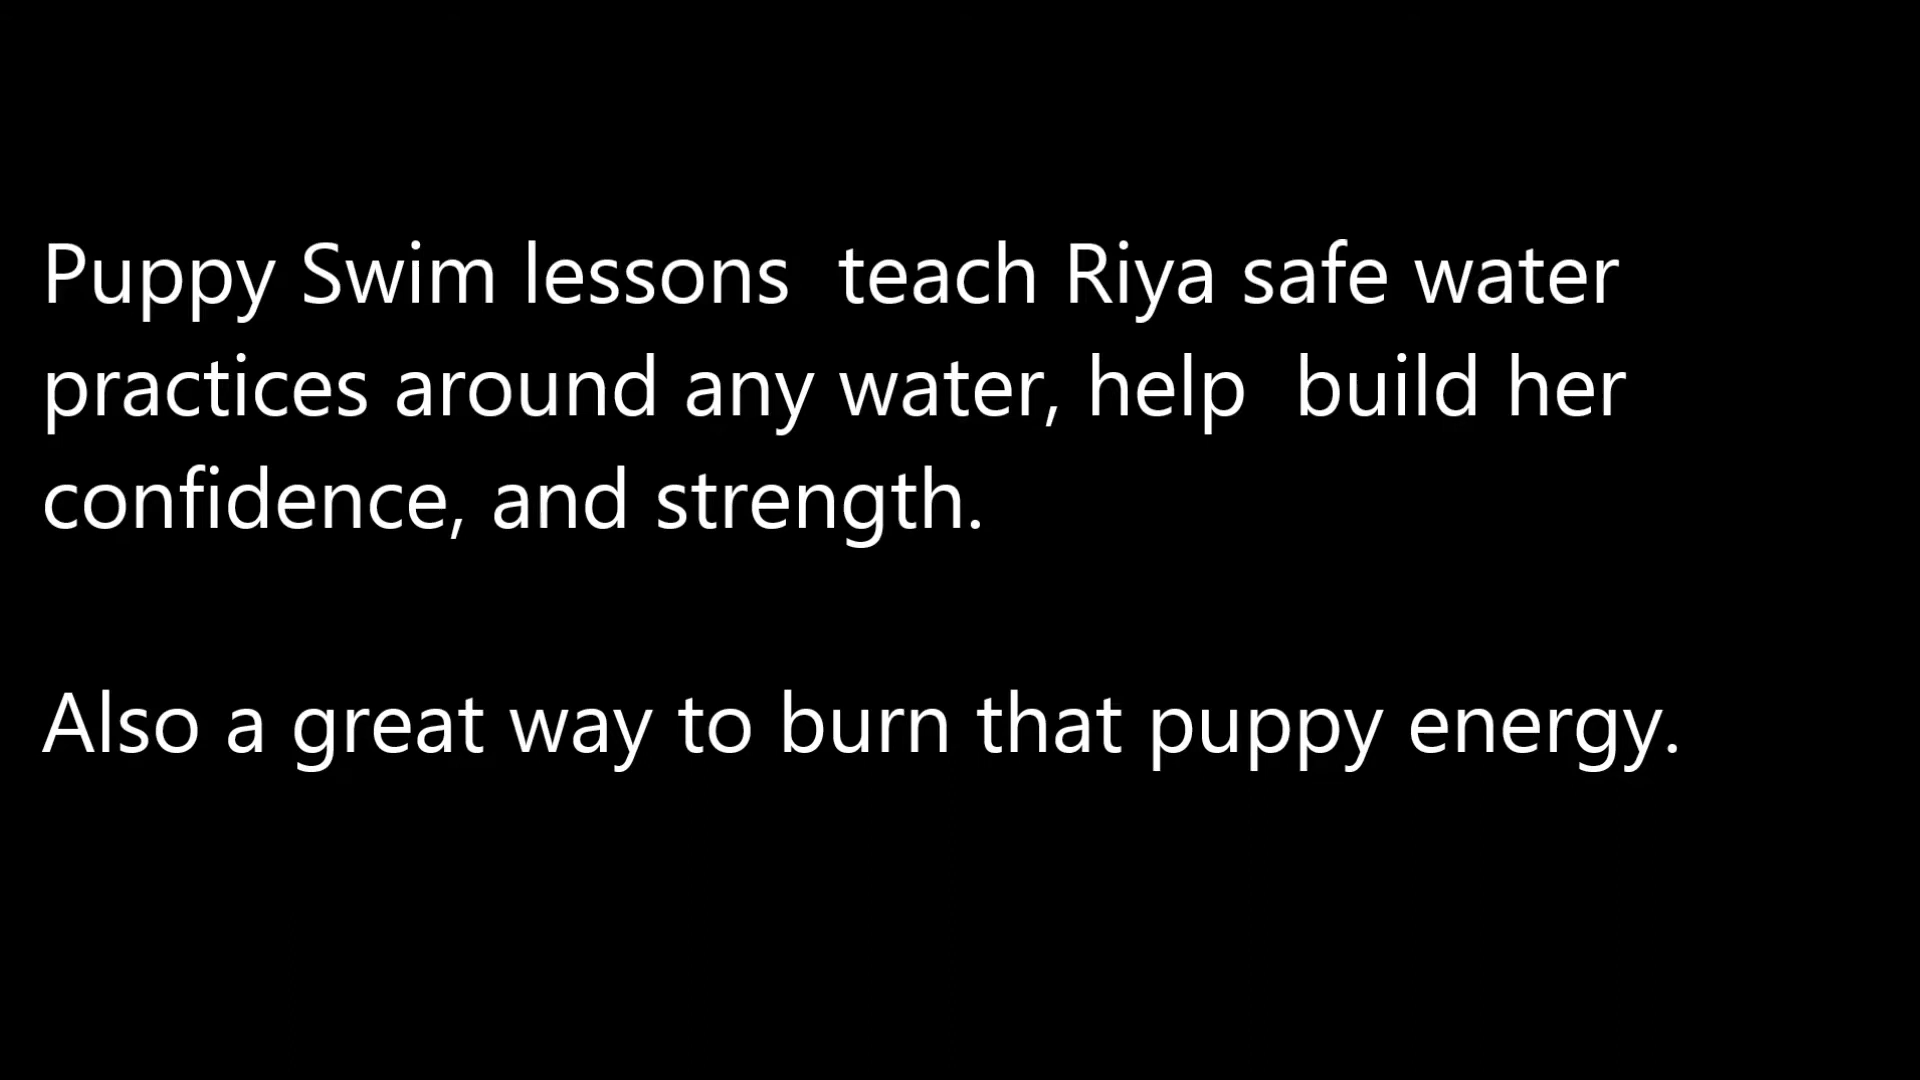 Puppy Swim lessons  teach Riya safe water
practices around any water, help  build her
confidence, and strength.
Also a great way to burn that puppy energy.